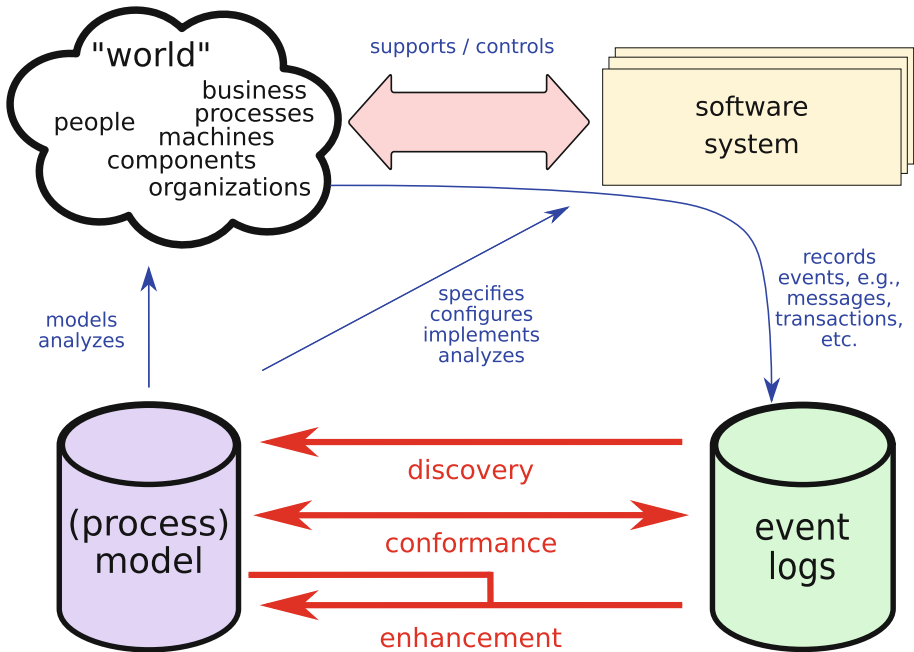 "world"
people
business
processes
machines
components
organizations
supports / controls
software
system
records
events, e.g.,
messages,
transactions,
etc.
specifies
configures
implements
analyzes
models
analyzes
(process)
model
discovery
conformance
enhancement
event
logs